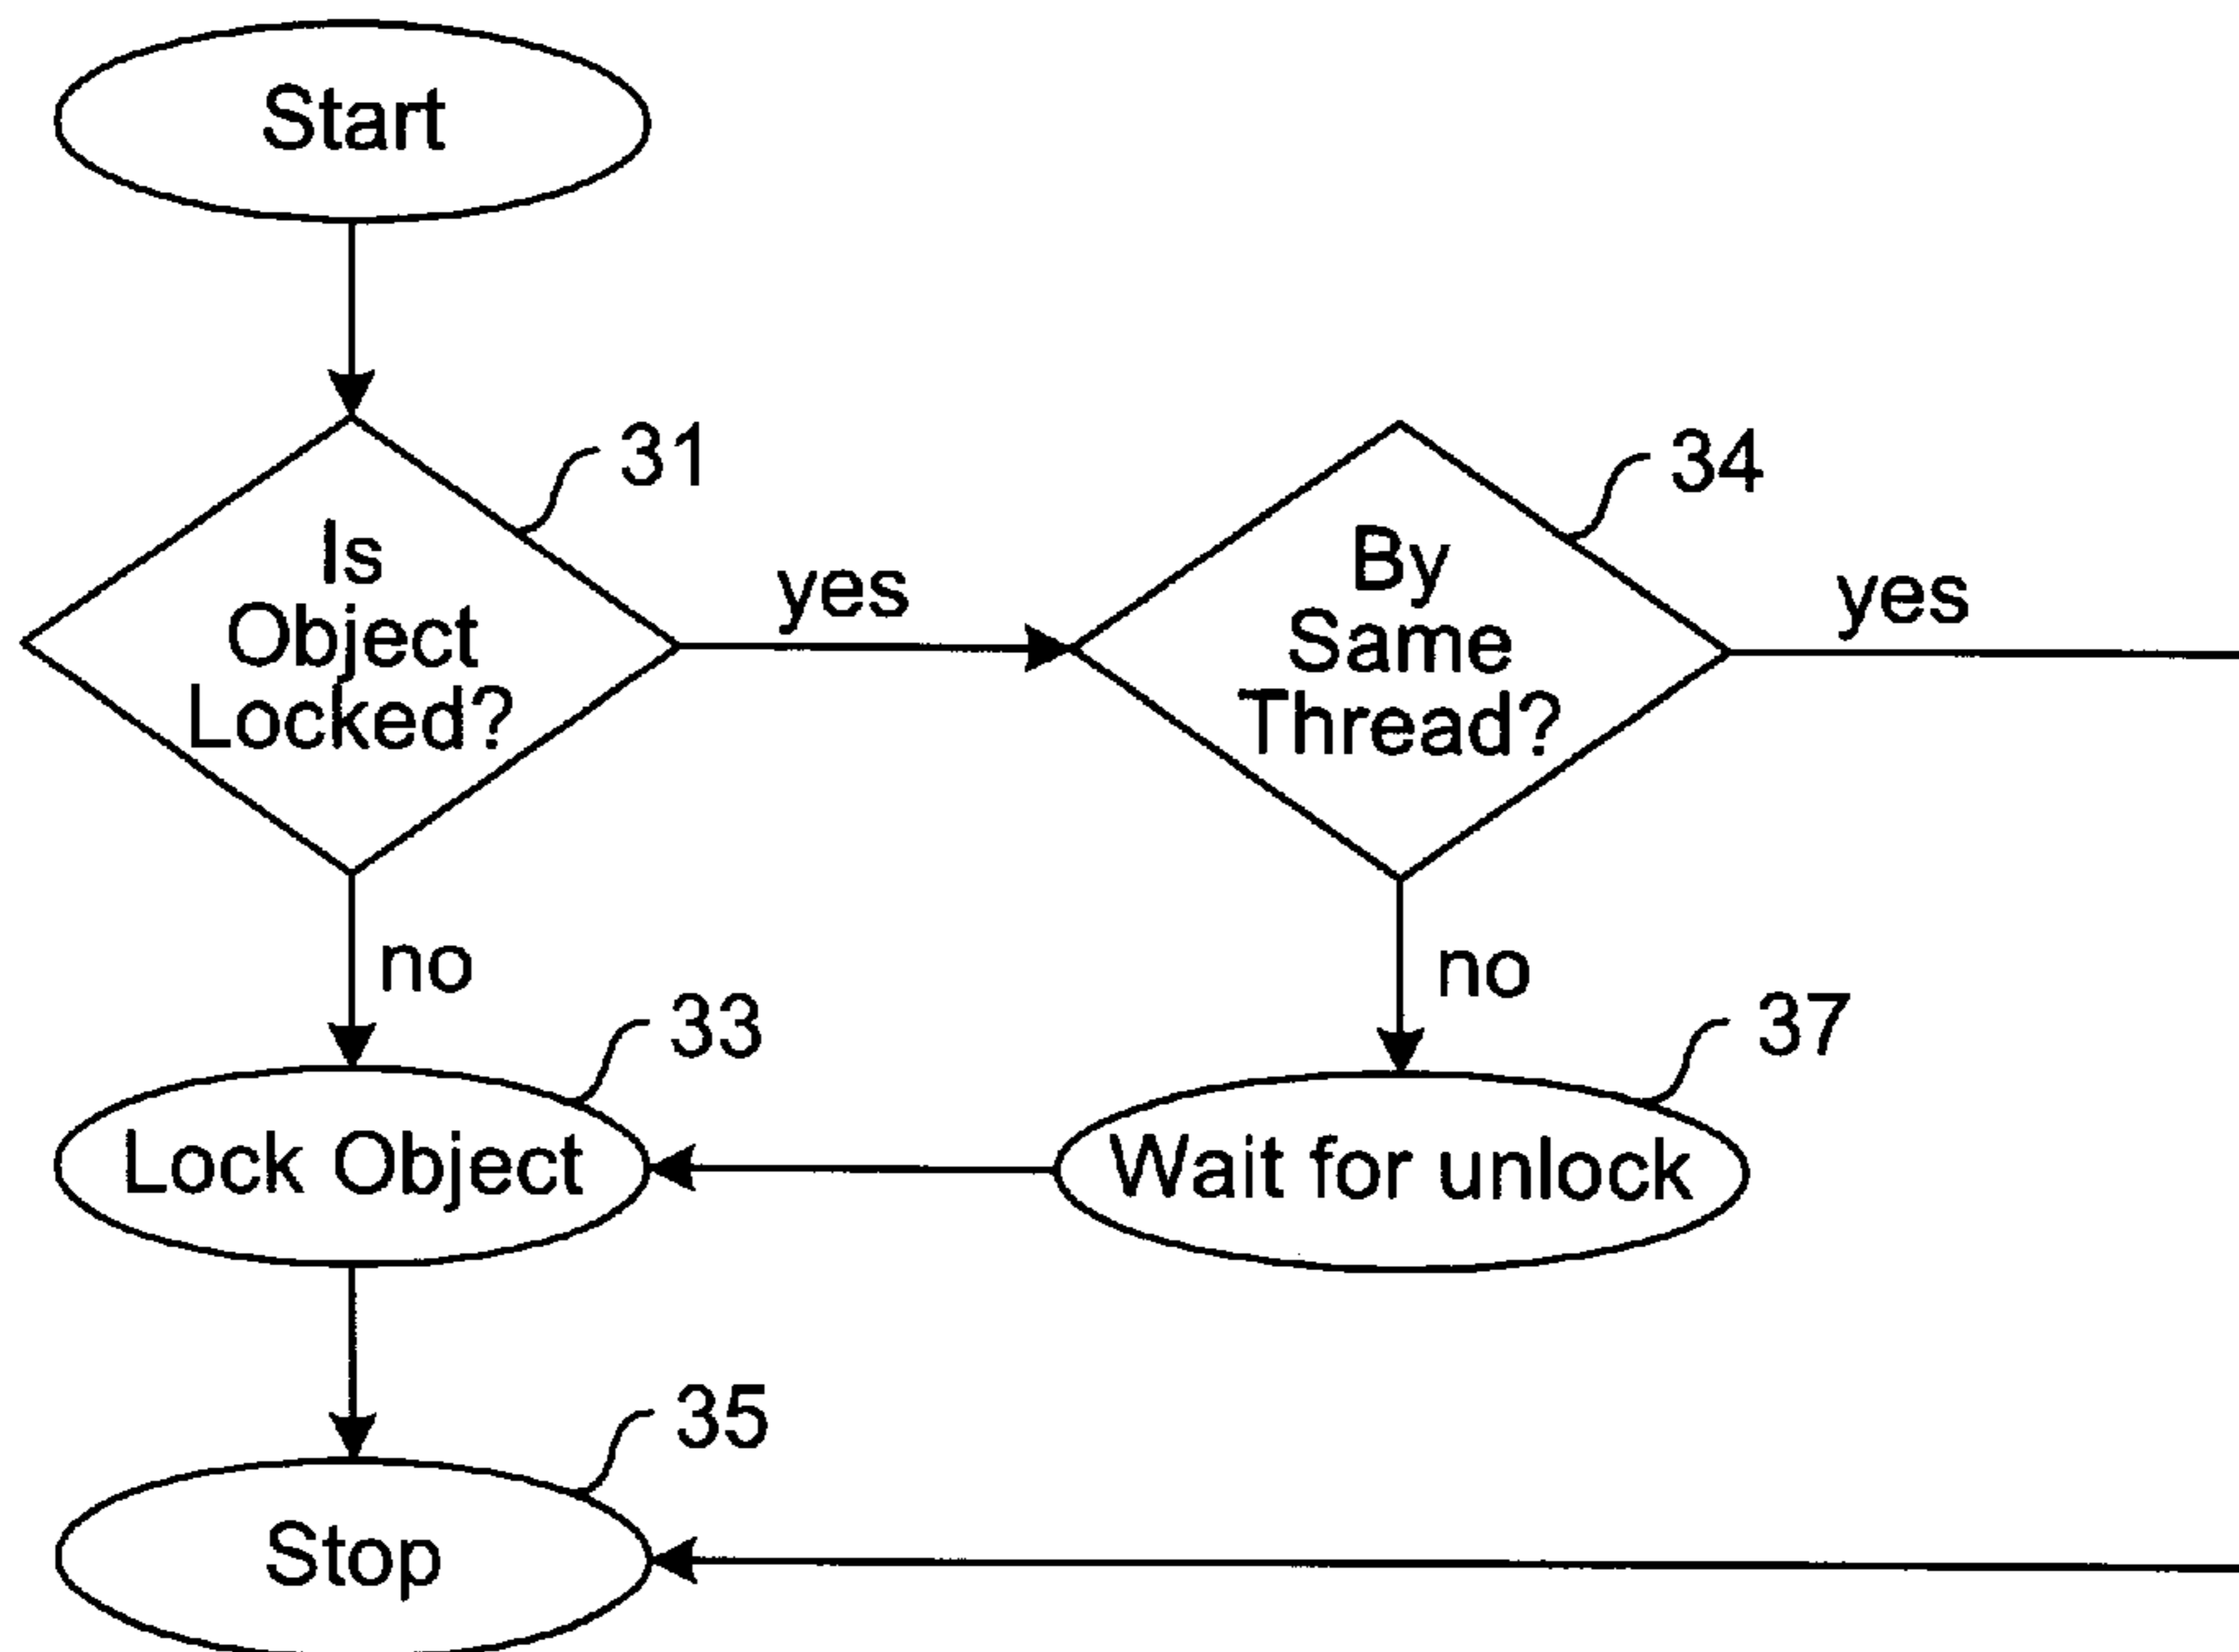 Start
31
Is
Object
Locked?
yes
34
By
Same
Thread?
yes
no
33
no
37
Lock Object
Wait for unlock
35
Stop